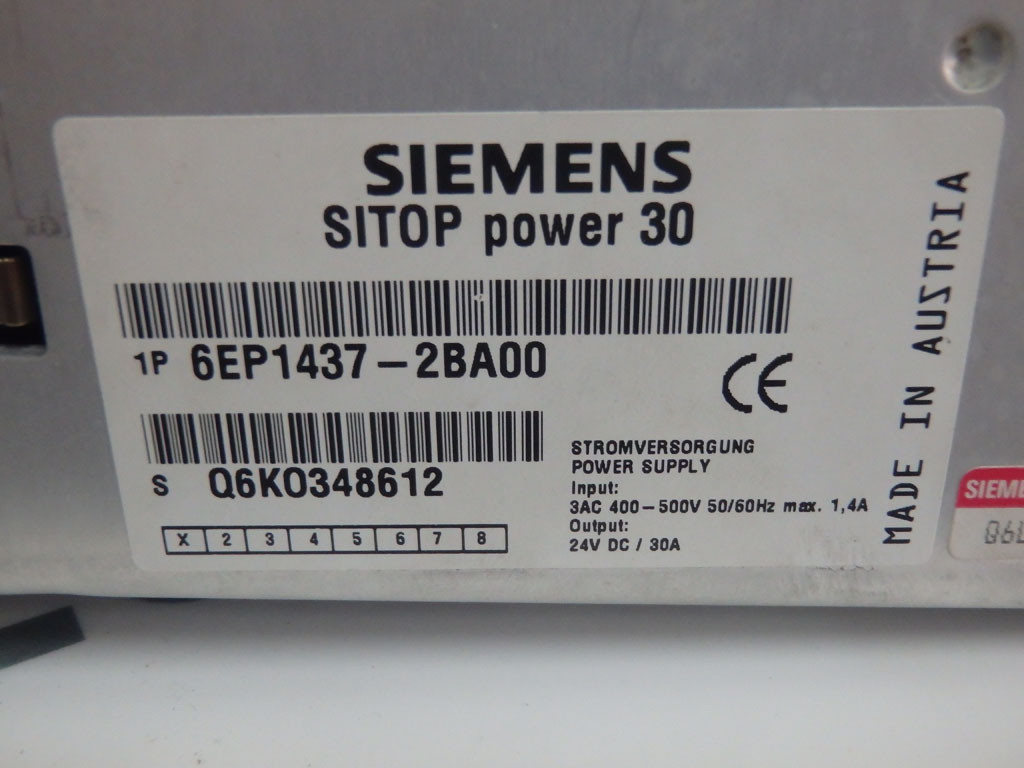 SIEMENS
SITOP power 30
1P 6EP1437-2BA00
S Q6K0348612
X 2 3 4 5 6 7 8
STROMVERSORGUNG
POWER SUPPLY
Input:
3AC 400-500V 50/60Hz max. 1,4A
Output:
24V DC / 30A
CE
MADE IN AUSTRIA
SIEME